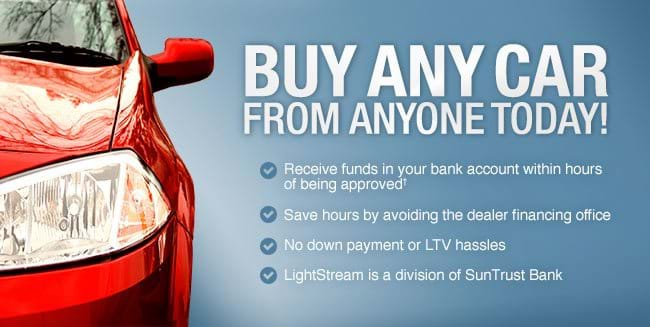 BUY ANY CAR
FROM ANYONE TODAY!
Receive funds in your bank account within hours
of being approved†
Save hours by avoiding the dealer financing office
No down payment or LTV hassles
LightStream is a division of SunTrust Bank